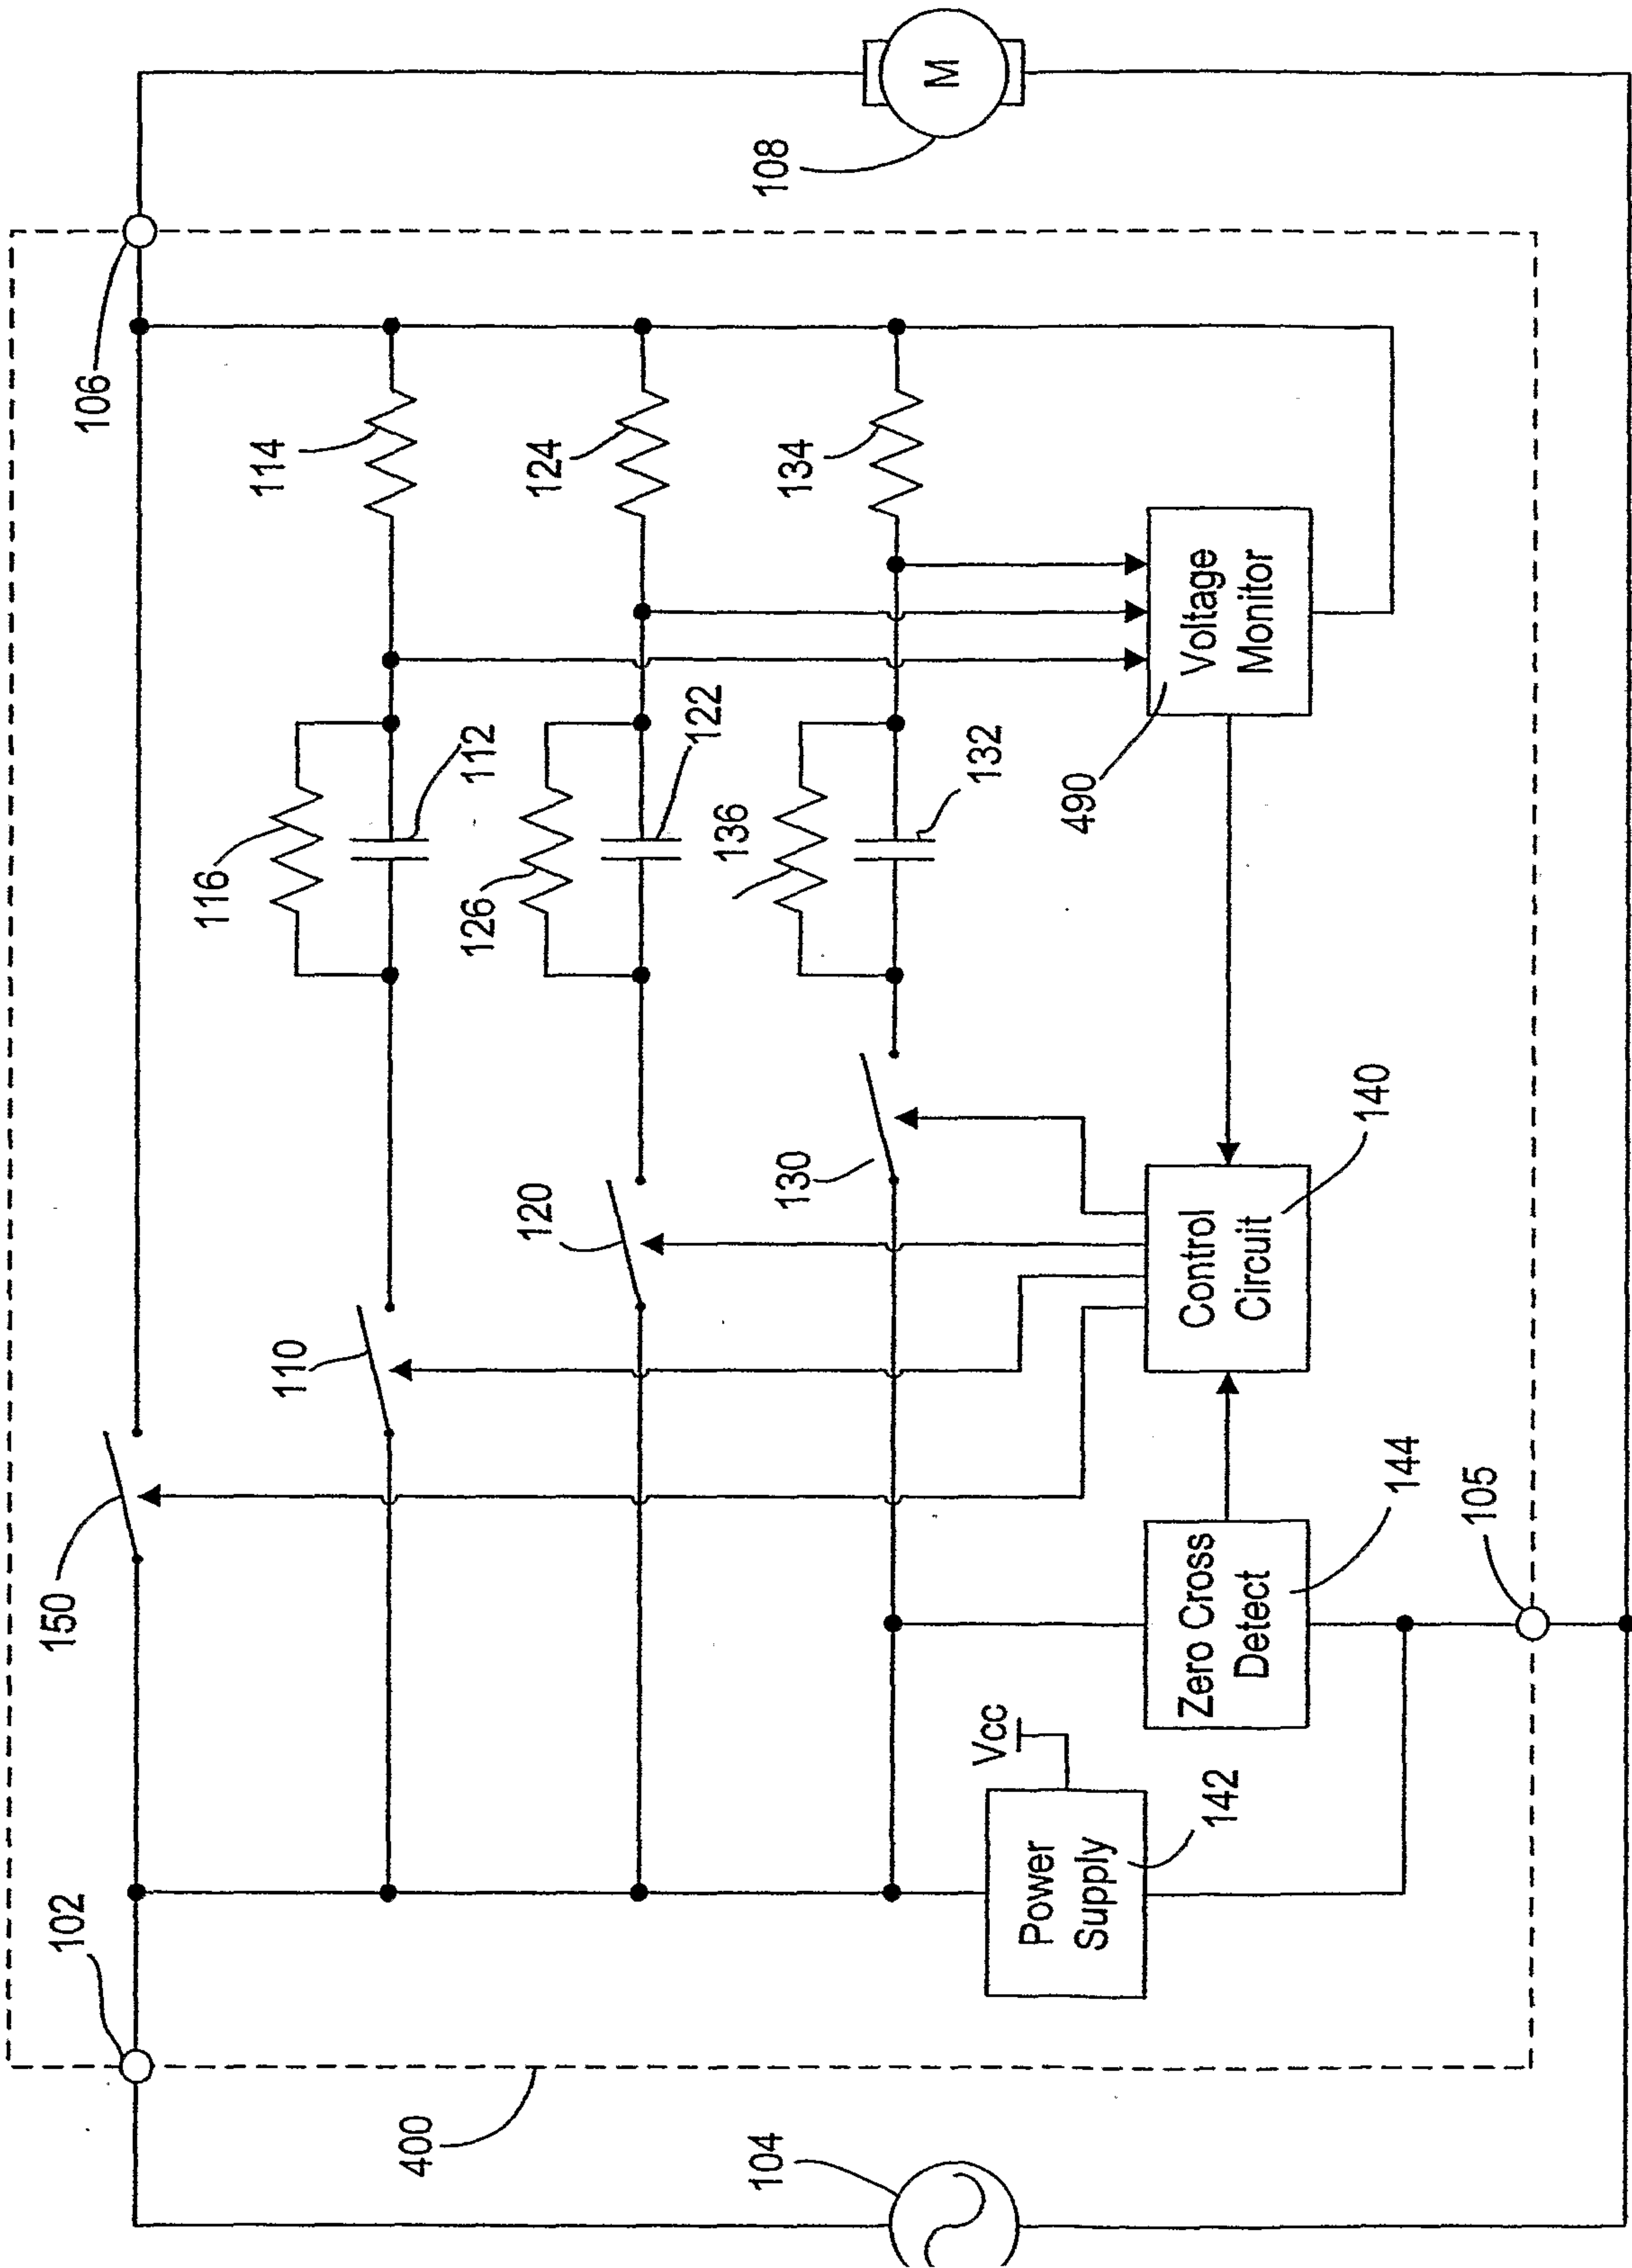 102
150
106
400
104
110
116
112
114
120
126
122
124
130
136
132
134
108
M
Vcc
Power
Supply
142
Zero Cross
Detect
144
105
Control
Circuit
140
Voltage
Monitor
490